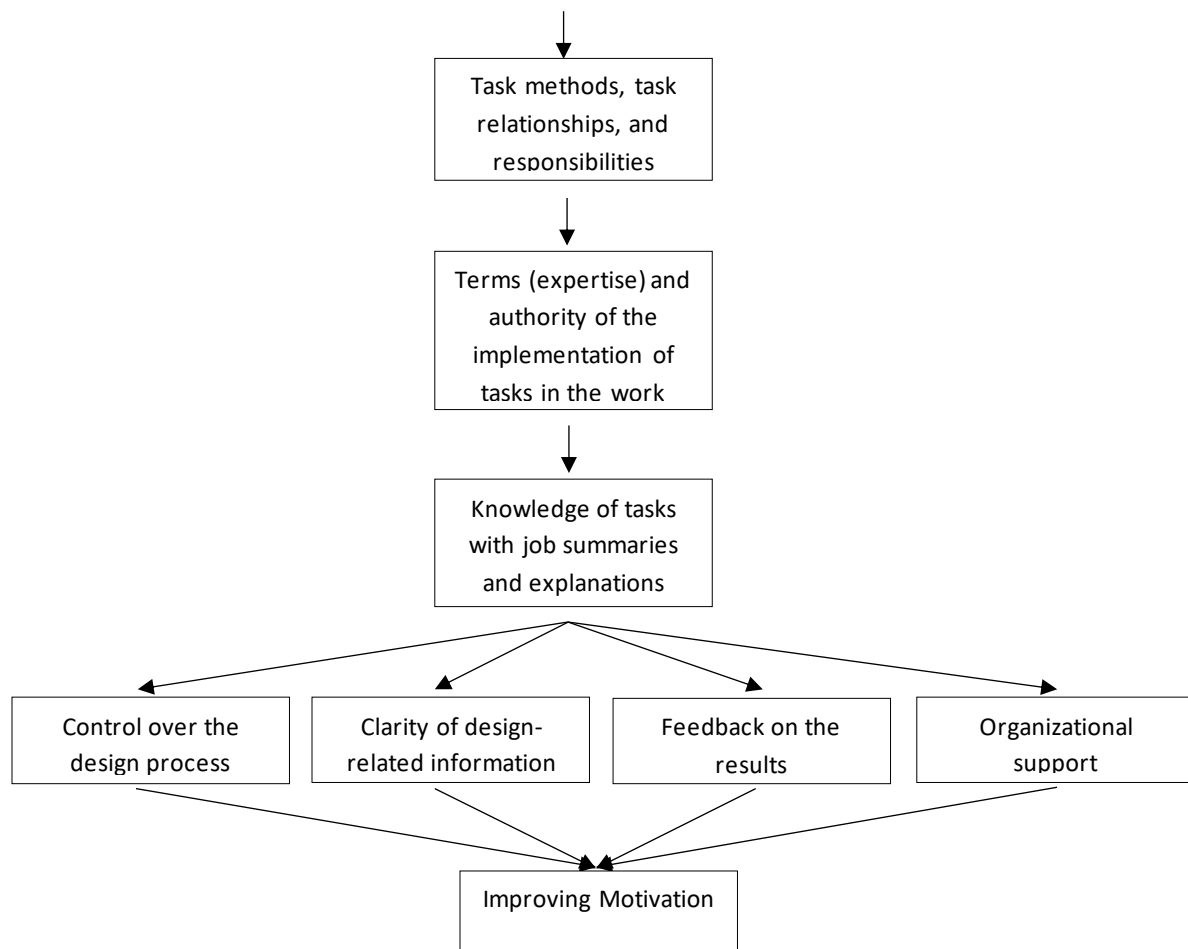 Task methods, task
relationships, and
responsibilities
Terms (expertise) and
authority of the
implementation of
tasks in the work
Knowledge of tasks
with job summaries
and explanations
Control over the
design process
Clarity of design-
related information
Feedback on the
results
Organizational
support
Improving Motivation